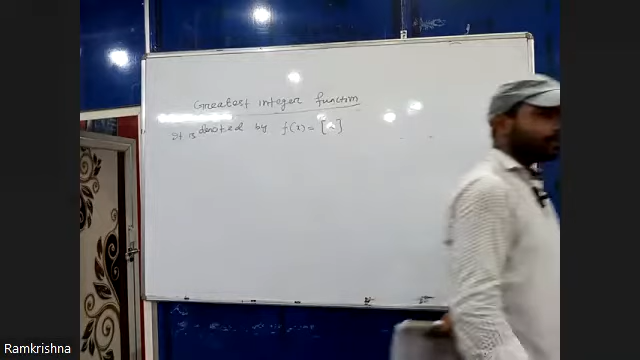 Greatest integer function
It is denoted by f(x) = [x]
Ramkrishna